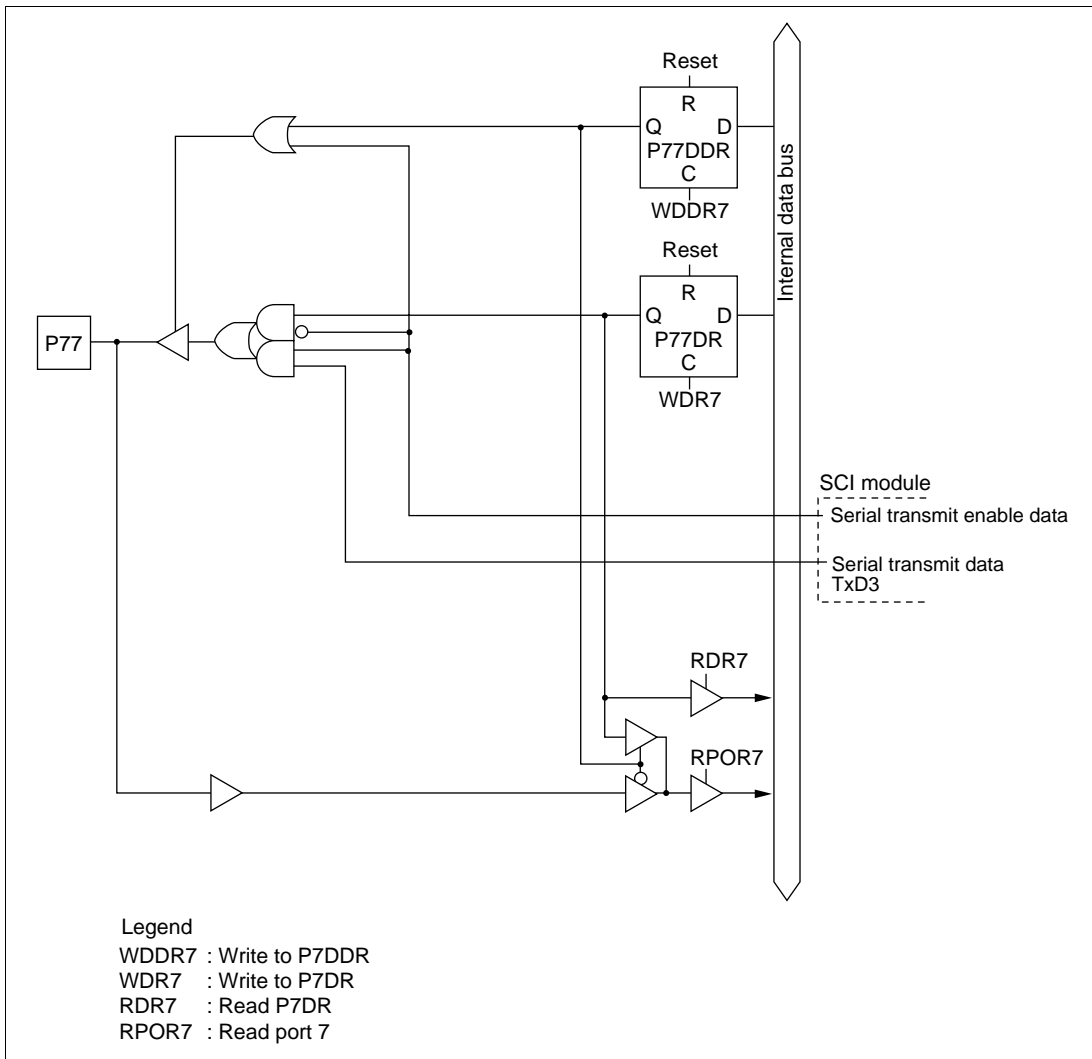 Reset
R
Q D
P77DDR
C
WDDR7
Reset
R
Q D
P77DR
C
WDR7
Internal data bus
P77
SCI module
Serial transmit enable data
Serial transmit data
TxD3
RDR7
RPOR7
Legend
WDDR7 : Write to P7DDR
WDR7 : Write to P7DR
RDR7 : Read P7DR
RPOR7 : Read port 7